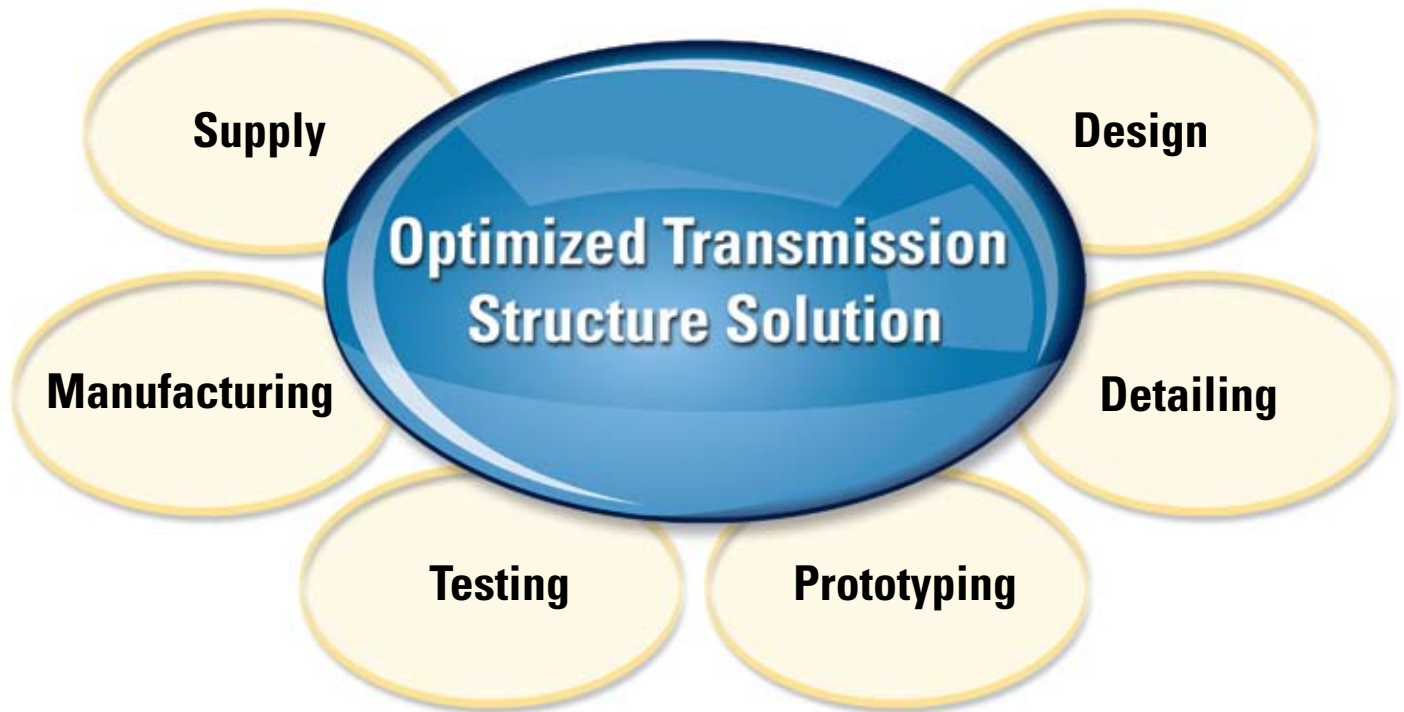 Supply
Design
Optimized Transmission
Structure Solution
Manufacturing
Detailing
Testing
Prototyping